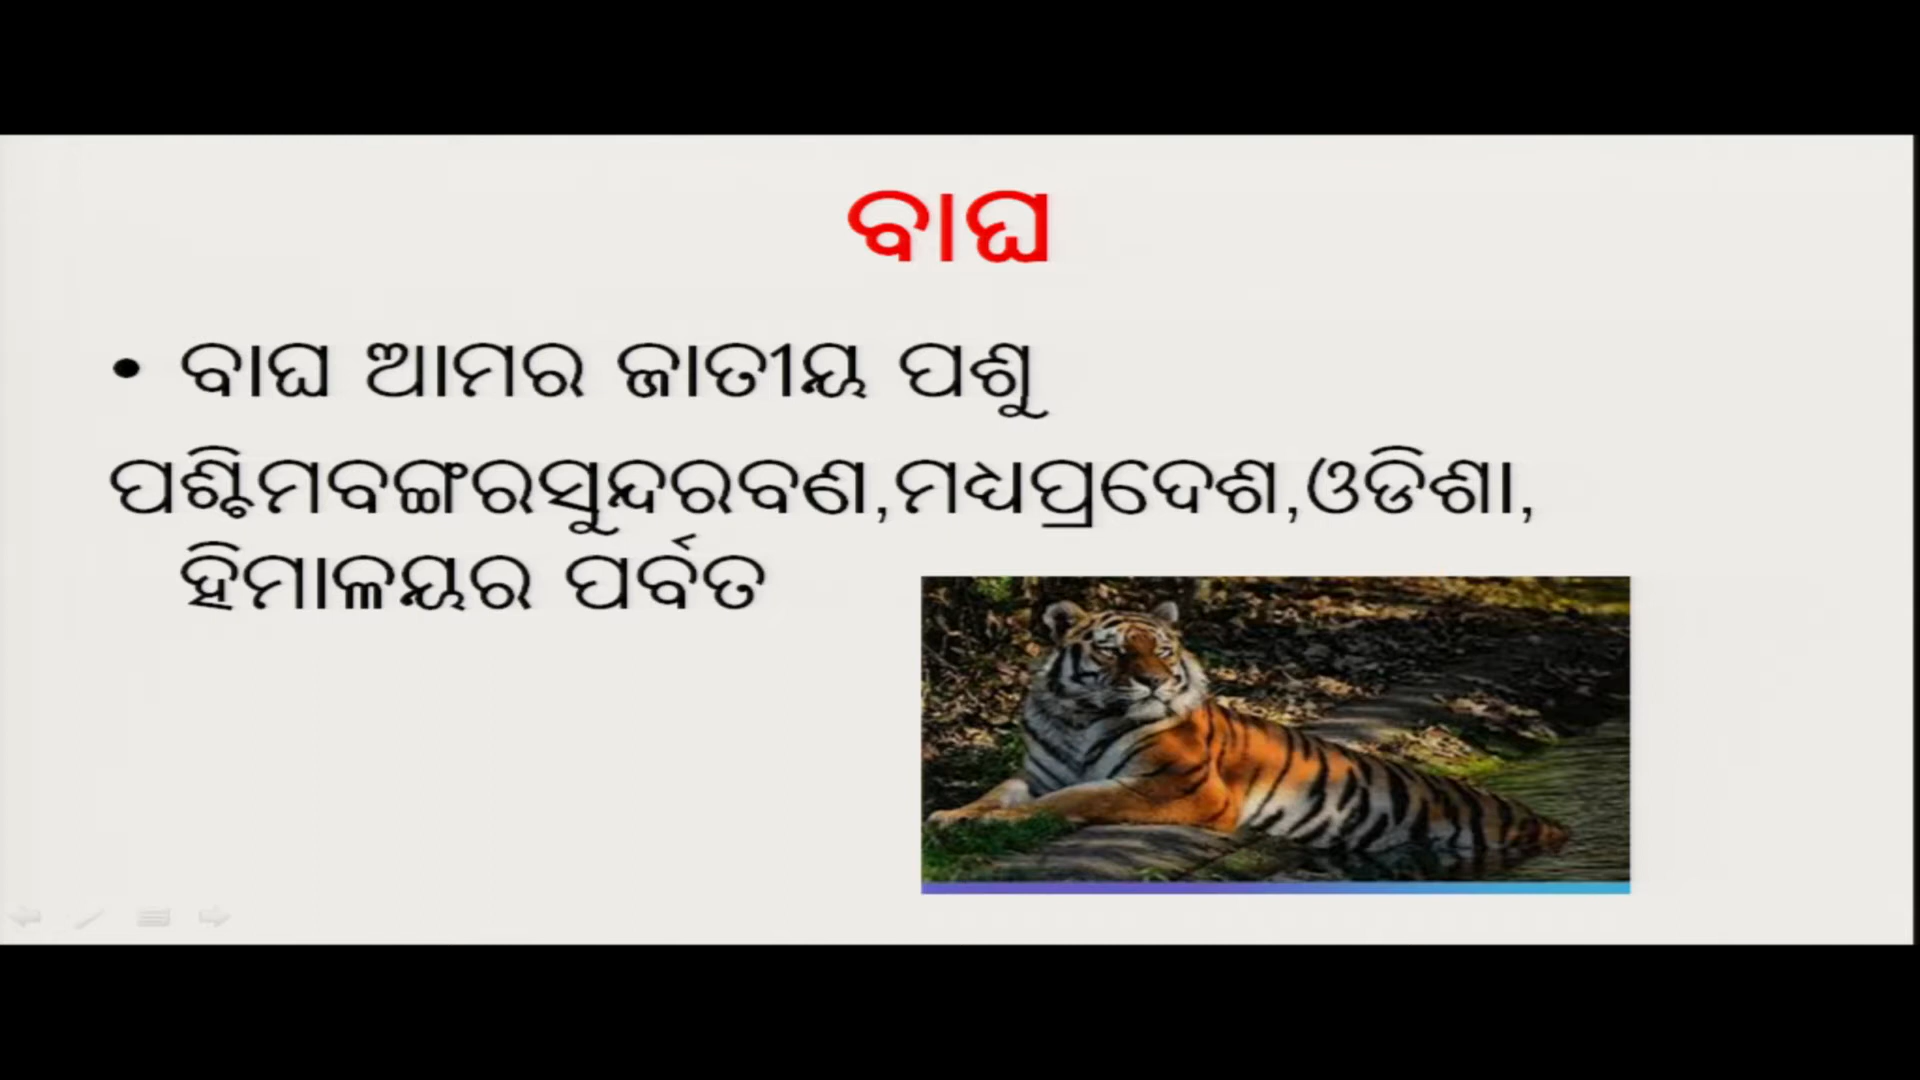 ବାଘ
• ବାଘ ଆମର ଜାତୀୟ ପଶୁ
ପଶ୍ଚିମବଙ୍ଗରସୁନ୍ଦରବଣ,ମଧ୍ୟପ୍ରଦେଶ,ଓଡିଶା,
ହିମାଳୟର ପର୍ବତ